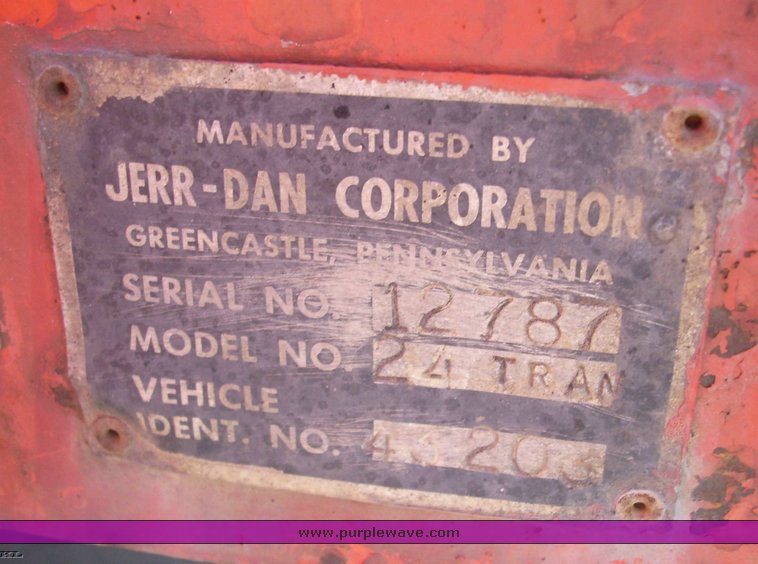 MANUFACTURED BY
JERR-DAN CORPORATION
GREENCASTLE, PENNSYLVANIA
SERIAL NO. 12787
MODEL NO. 24 TRAN
VEHICLE
IDENT. NO.
www.purplewave.com